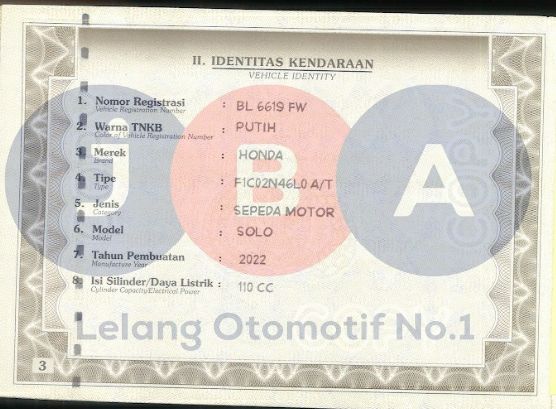 II. IDENTITAS KENDARAAN
VEHICLE IDENTITY
1. Nomor Registrasi : BL 6619 FW
Vehicle Registration Number
2. Warna TNKB : PUTIH
Color of Vehicle Registration Number
3. Merek : HONDA
Brand
4. Tipe : F1C02N46L0 A/T
Type
5. Jenis : SEPEDA MOTOR
Category
6. Model : SOLO
Model
7. Tahun Pembuatan : 2022
Manufacture Year
8. Isi Silinder/Daya Listrik : 110 CC
Cylinder Capacity/Electrical Power
JBA
Lelang Otomotif No.1
COPY
3